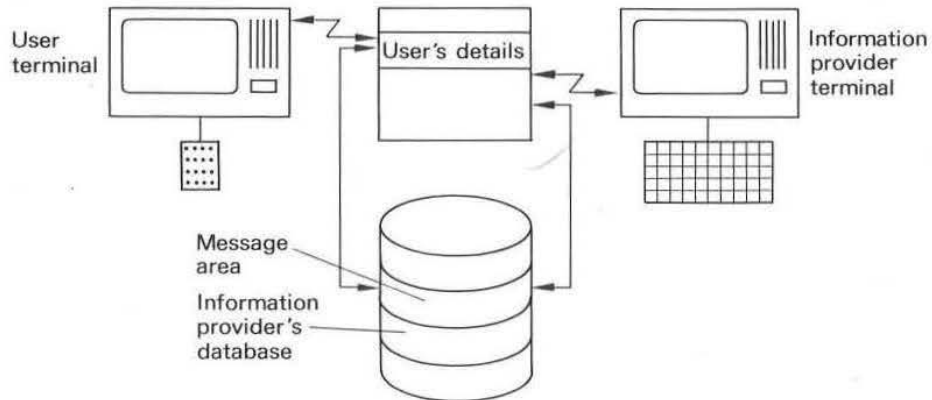 User
terminal
User's details
Information
provider
terminal
Message
area
Information
provider's
database